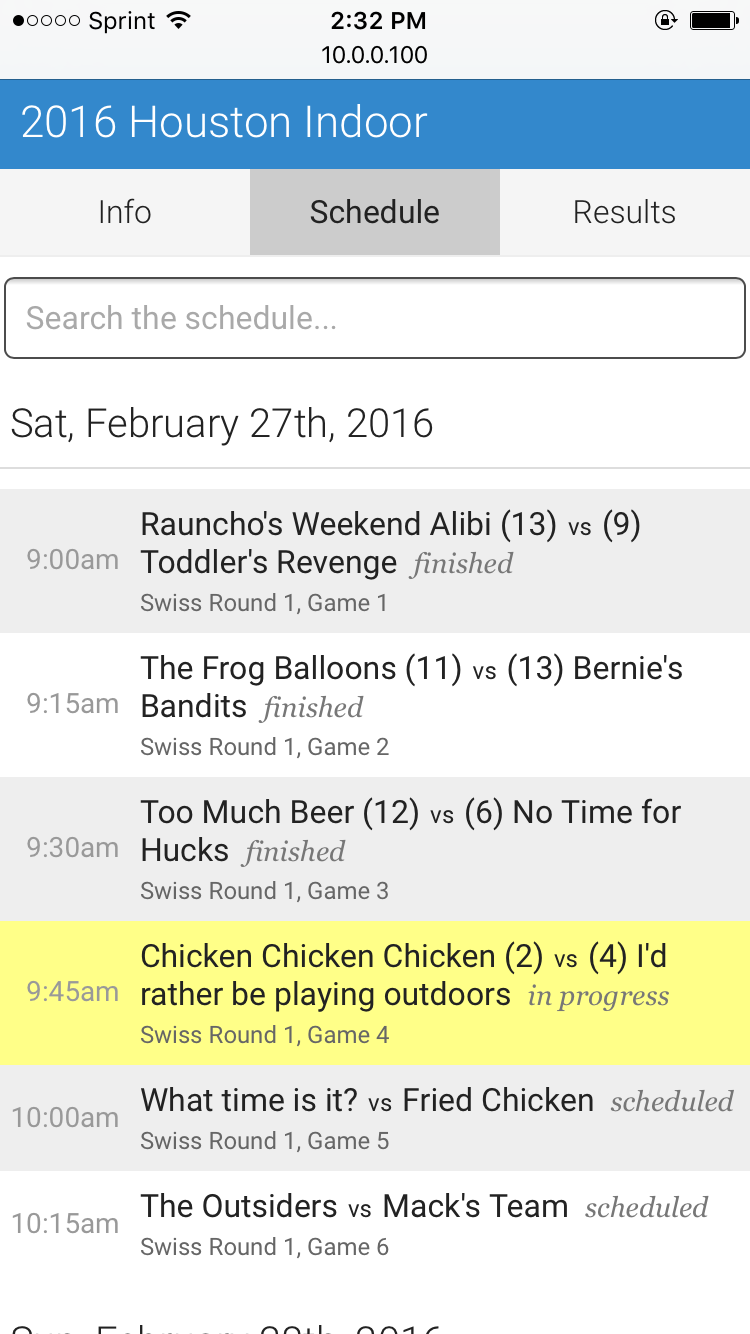 Sprint 2:32 PM
10.0.0.100
2016 Houston Indoor
Info Schedule Results
Search the schedule...
Sat, February 27th, 2016
Rauncho's Weekend Alibi (13) vs (9)
9:00am Toddler's Revenge finished
Swiss Round 1, Game 1
The Frog Balloons (11) vs (13) Bernie's
9:15am Bandits finished
Swiss Round 1, Game 2
Too Much Beer (12) vs (6) No Time for
9:30am Hucks finished
Swiss Round 1, Game 3
Chicken Chicken Chicken (2) vs (4) I'd
9:45am rather be playing outdoors in progress
Swiss Round 1, Game 4
What time is it? vs Fried Chicken scheduled
10:00am
Swiss Round 1, Game 5
The Outsiders vs Mack's Team scheduled
10:15am
Swiss Round 1, Game 6
Sun, February 28th, 2016